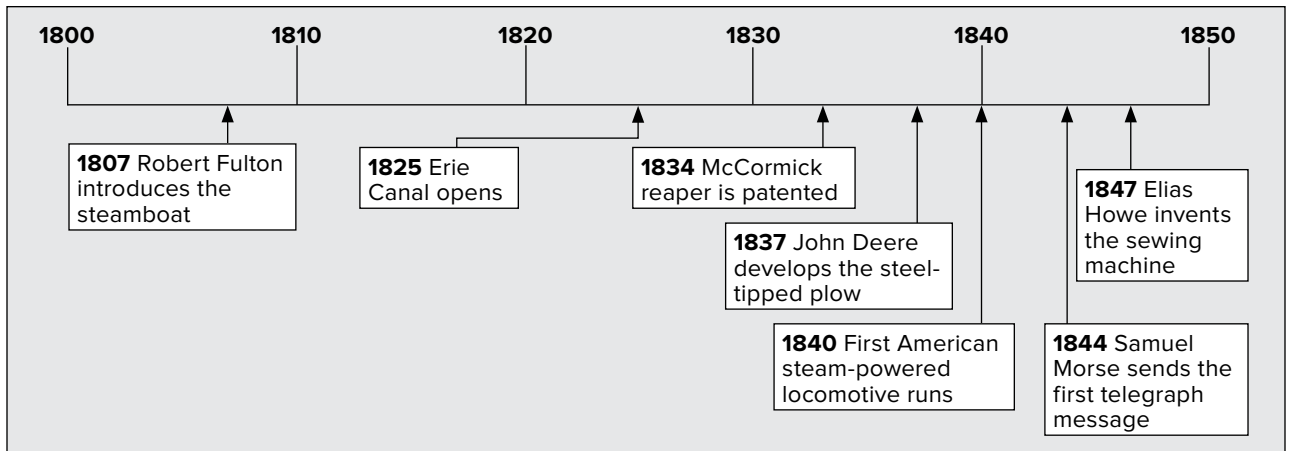 1800 1810 1820 1830 1840 1850
1807 Robert Fulton
introduces the
steamboat
1825 Erie
Canal opens
1834 McCormick
reaper is patented
1837 John Deere
develops the steel-
tipped plow
1840 First American
steam-powered
locomotive runs
1844 Samuel
Morse sends the
first telegraph
message
1847 Elias
Howe invents
the sewing
machine